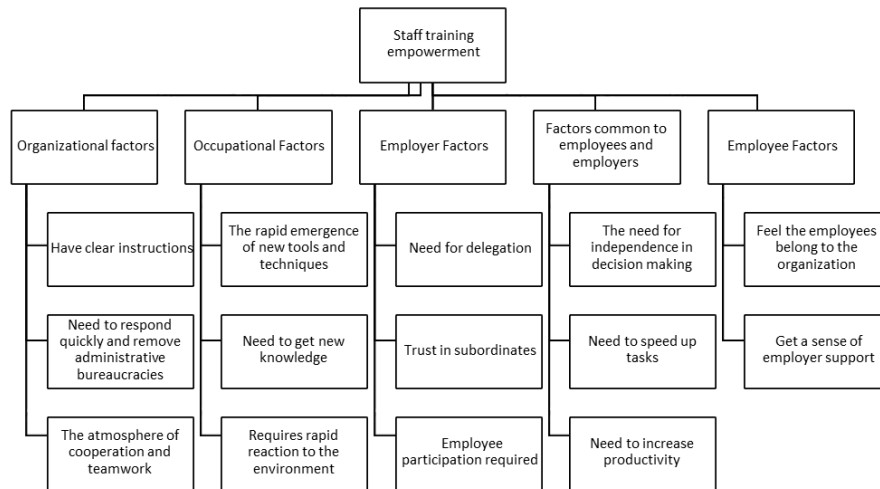 Staff training
empowerment
Organizational factors
Occupational Factors
Employer Factors
Factors common to
employees and
employers
Employee Factors
Have clear instructions
The rapid emergence
of new tools and
techniques
Need for delegation
The need for
independence in
decision making
Feel the employees
belong to the
organization
Need to respond
quickly and remove
administrative
bureaucracies
Need to get new
knowledge
Trust in subordinates
Need to speed up
tasks
Get a sense of
employer support
The atmosphere of
cooperation and
teamwork
Requires rapid
reaction to the
environment
Employee
participation required
Need to increase
productivity